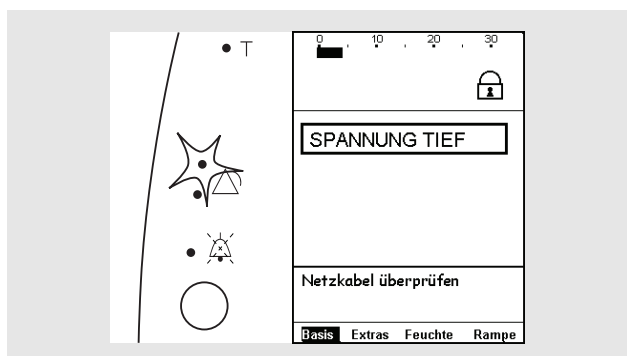 T
0 10 20 30
SPANNUNG TIEF
Netzkabel überprüfen
Basis Extras Feuchte Rampe